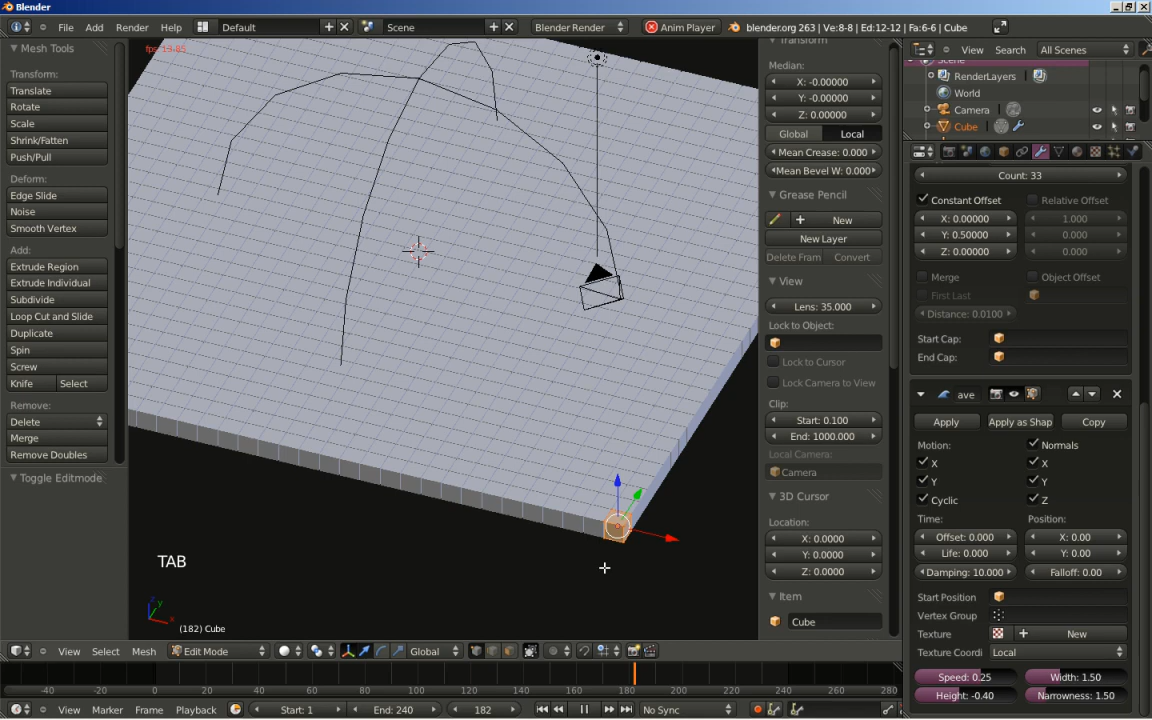 Blender
File Add Render Help Default Scene Blender Render Anim Player blender.org 263 | Ve:8-8 | Ed:12-12 | Fa:6-6 | Cube
Mesh Tools
Transform:
Translate
Rotate
Scale
Shrink/Fatten
Push/Pull
Deform:
Edge Slide
Noise
Smooth Vertex
Add:
Extrude Region
Extrude Individual
Subdivide
Loop Cut and Slide
Duplicate
Spin
Screw
Knife Select
Remove:
Delete
Merge
Remove Doubles
Toggle Editmode
TAB
z y x
(182) Cube
Transform
Median:
X: -0.00000
Y: -0.00000
Z: 0.00000
Global Local
Mean Crease: 0.000
Mean Bevel W: 0.000
Grease Pencil
New
New Layer
Delete Fram Convert
View
Lens: 35.000
Lock to Object:
Lock to Cursor
Lock Camera to View
Clip:
Start: 0.100
End: 1000.000
Local Camera:
Camera
3D Cursor
Location:
X: 0.0000
Y: 0.0000
Z: 0.0000
Item
Cube
View Search All Scenes
Scene
RenderLayers
World
Camera
Cube
Count: 33
Constant Offset Relative Offset
X: 0.00000 1.000
Y: 0.50000 0.000
Z: 0.00000 0.000
Merge Object Offset
First Last
Distance: 0.0100
Start Cap:
End Cap:
ave
Apply Apply as Shap Copy
Motion: Normals
X X
Y Y
Cyclic Z
Time: Position:
Offset: 0.000 X: 0.00
Life: 0.000 Y: 0.00
Damping: 10.000 Falloff: 0.00
Start Position
Vertex Group
Texture New
Texture Coordi Local
Speed: 0.25 Width: 1.50
Height: -0.40 Narrowness: 1.50
View Select Mesh Edit Mode Global
-40 -20 0 20 40 60 80 100 120 140 160 180 200 220 240 260 280
View Marker Frame Playback Start: 1 End: 240 182 No Sync